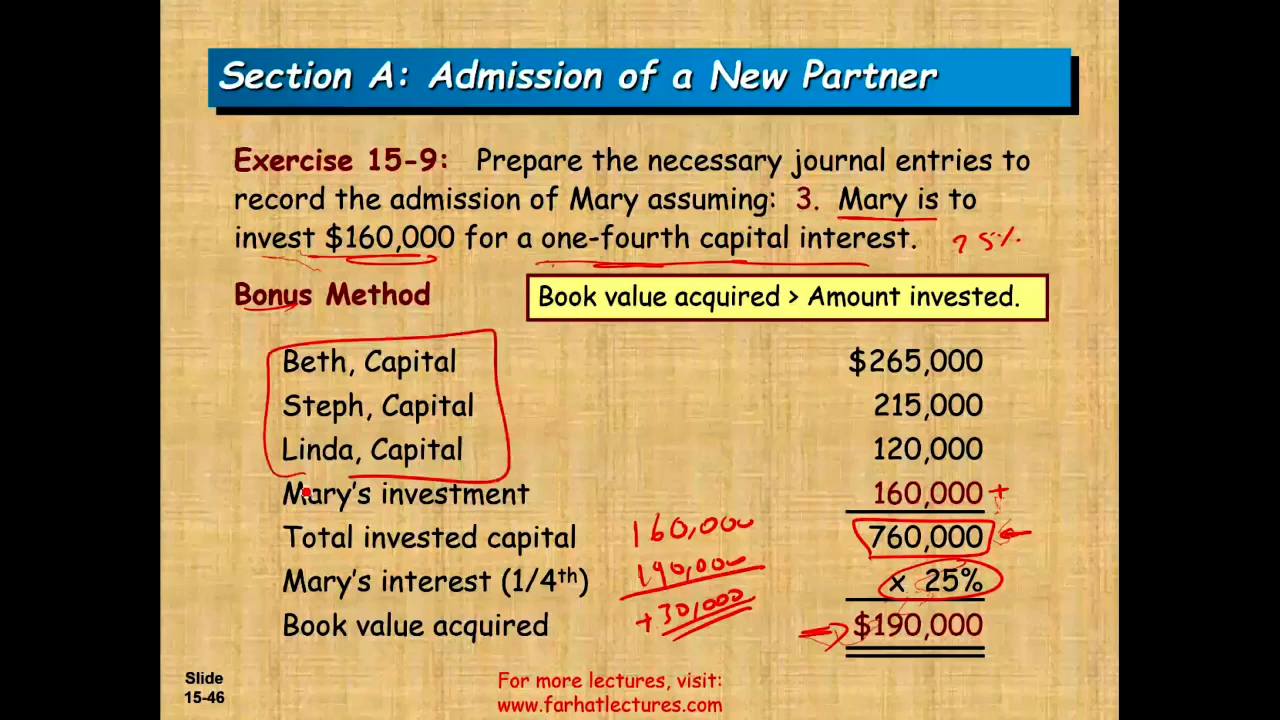 Section A: Admission of a New Partner
Exercise 15-9: Prepare the necessary journal entries to
record the admission of Mary assuming: 3. Mary is to
invest $160,000 for a one-fourth capital interest.
25%
Bonus Method
Book value acquired > Amount invested.
Beth, Capital $265,000
Steph, Capital 215,000
Linda, Capital 120,000
Mary's investment 160,000 +
Total invested capital 160,000 760,000
Mary's interest (1/4th) 190,000 x 25%
Book value acquired +30,000 $190,000
Slide
15-46
For more lectures, visit:
www.farhatlectures.com